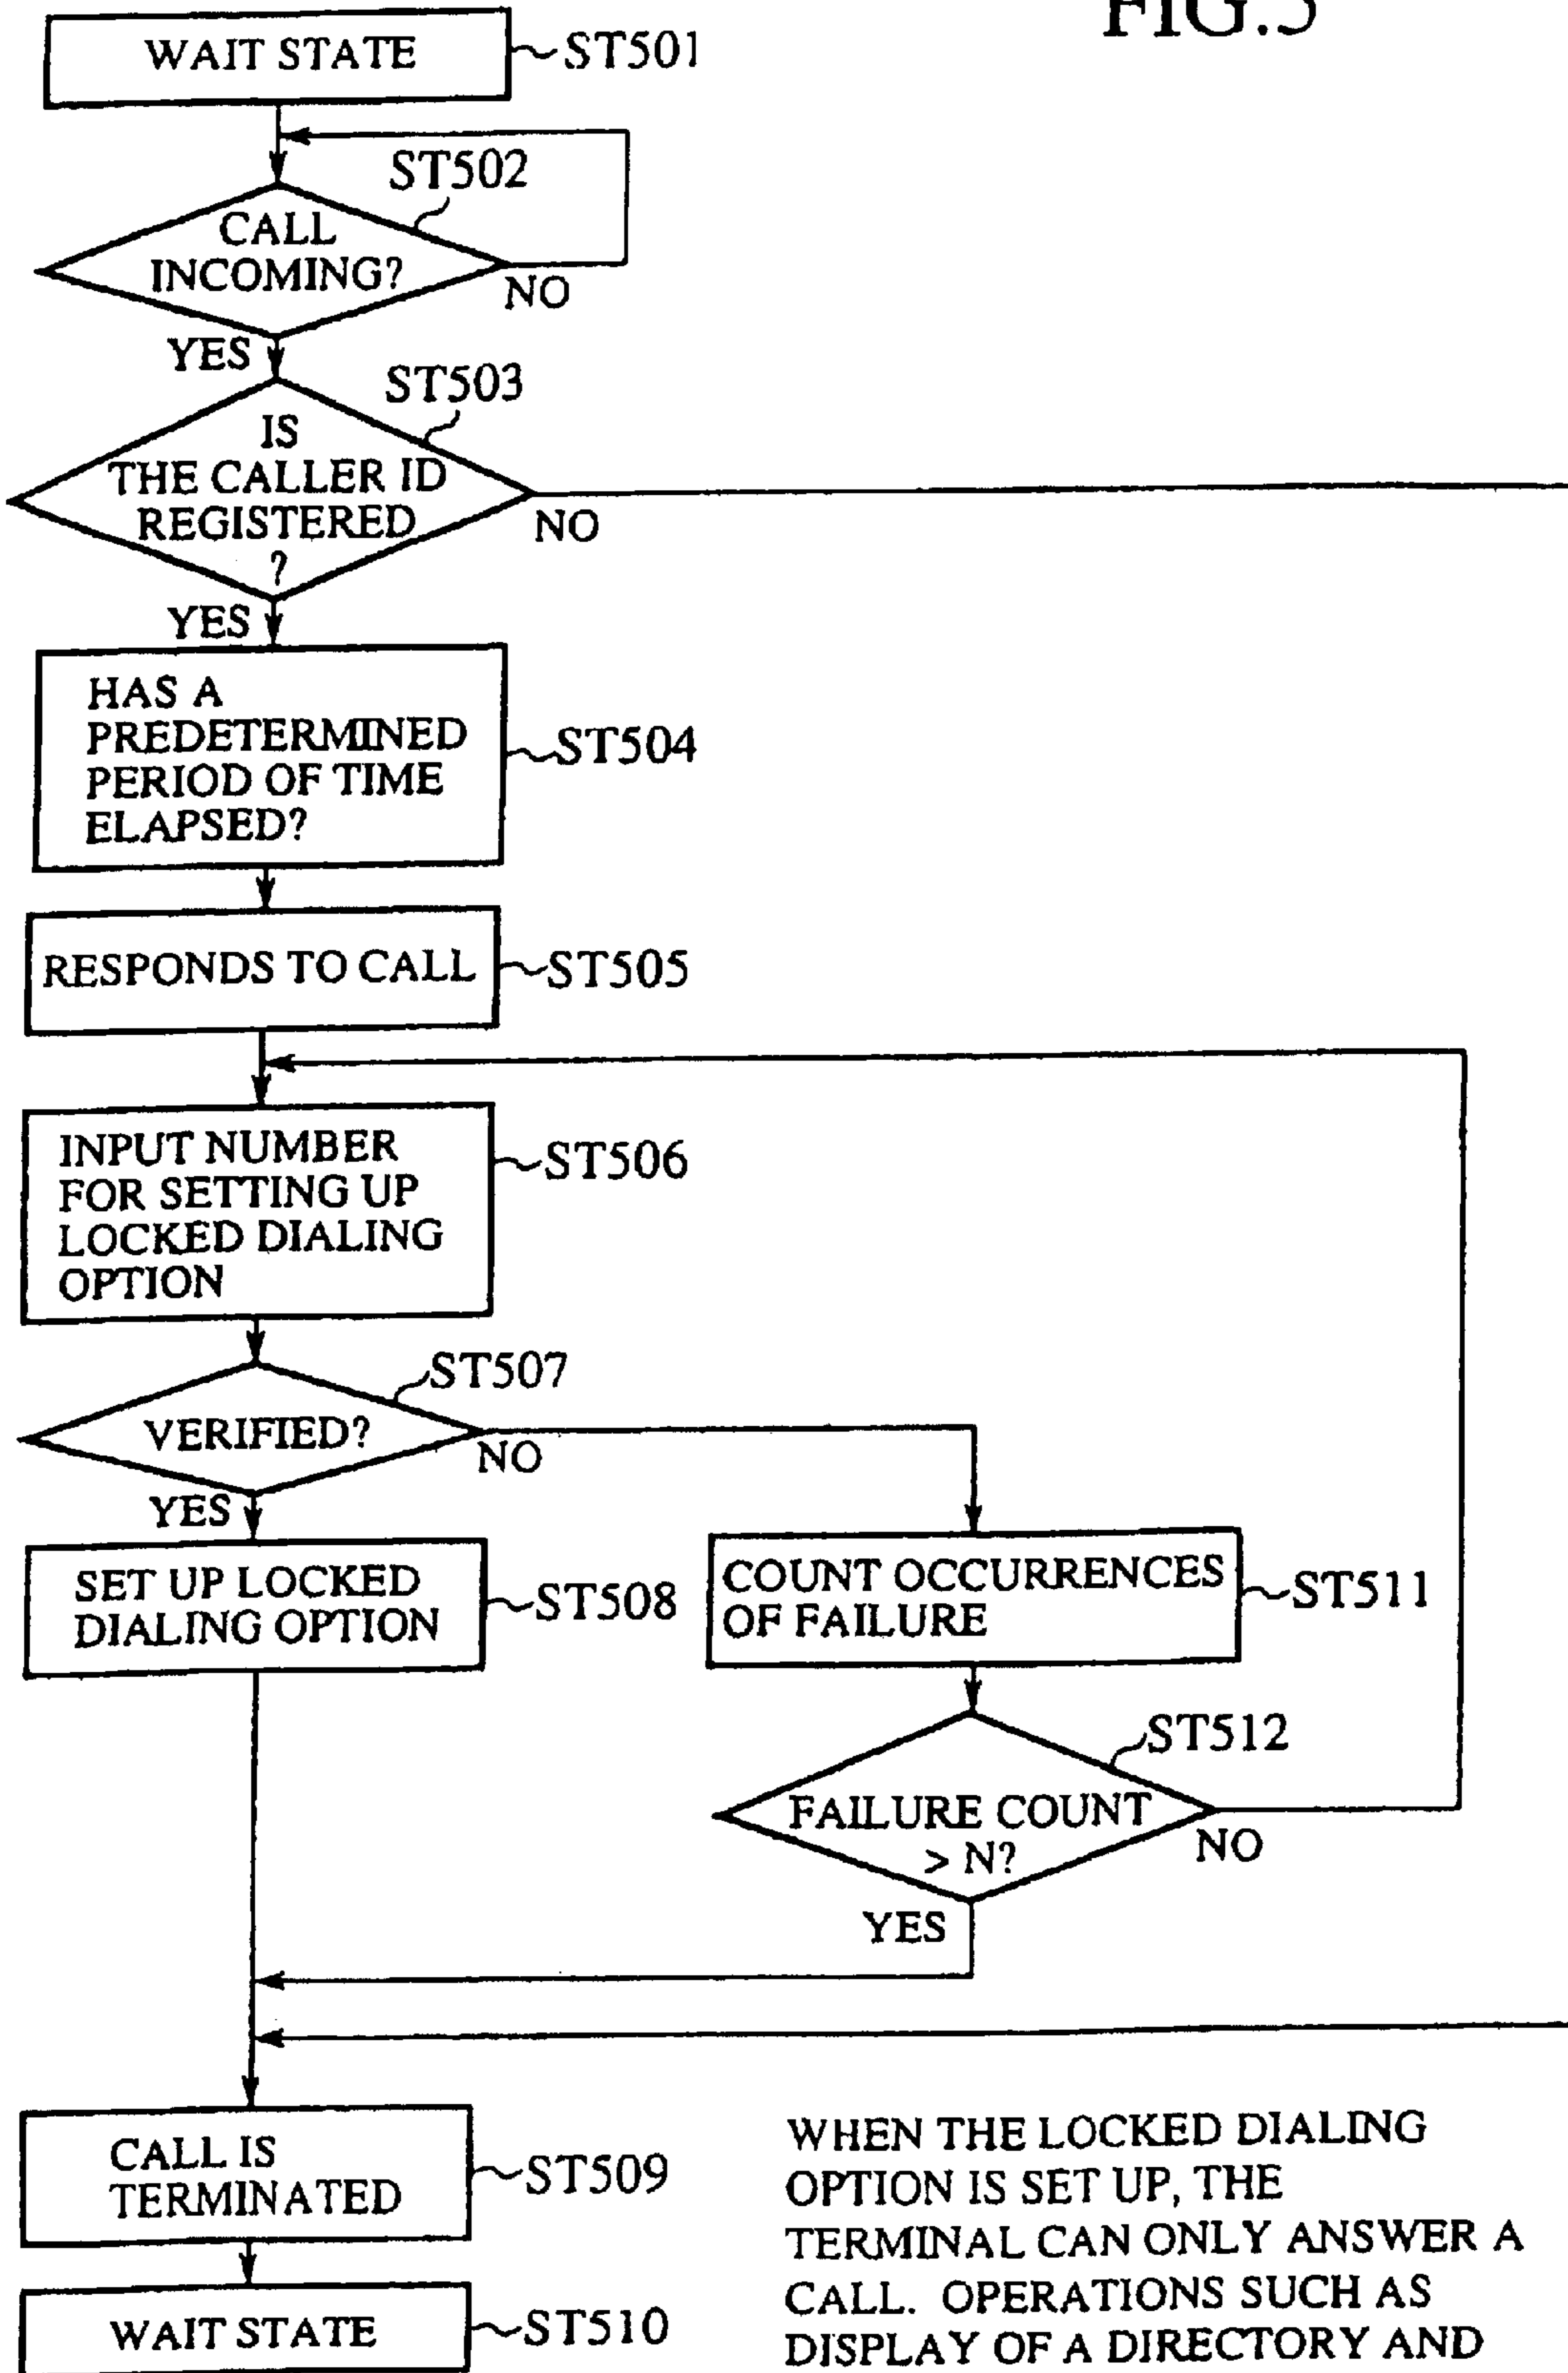 FIG.5
WAIT STATE
ST501
ST502
CALL
INCOMING?
NO
YES
ST503
IS
THE CALLER ID
REGISTERED
?
NO
YES
HAS A
PREDETERMINED
PERIOD OF TIME
ELAPSED?
ST504
RESPONDS TO CALL
ST505
INPUT NUMBER
FOR SETTING UP
LOCKED DIALING
OPTION
ST506
ST507
VERIFIED?
NO
YES
SET UP LOCKED
DIALING OPTION
ST508
COUNT OCCURRENCES
OF FAILURE
ST511
ST512
FAILURE COUNT
> N?
NO
YES
CALL IS
TERMINATED
ST509
WAIT STATE
ST510
WHEN THE LOCKED DIALING
OPTION IS SET UP, THE
TERMINAL CAN ONLY ANSWER A
CALL. OPERATIONS SUCH AS
DISPLAY OF A DIRECTORY AND